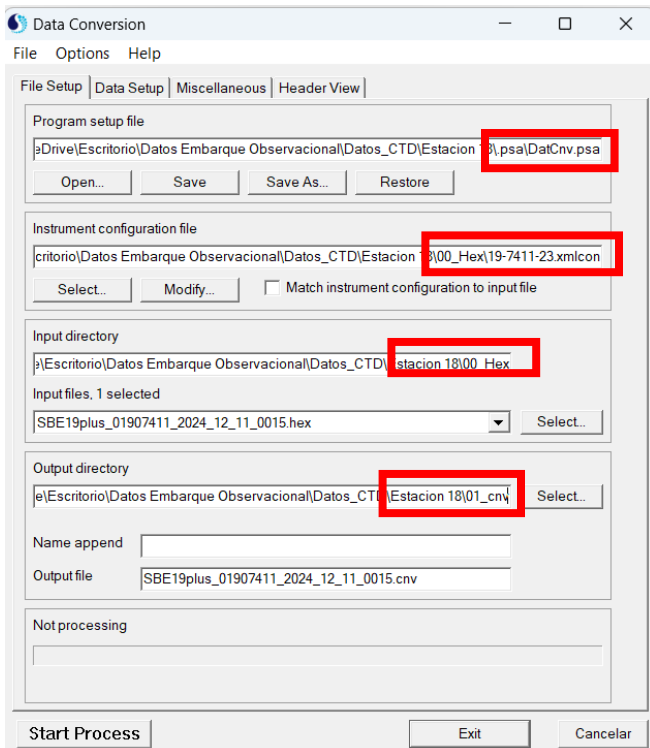 Data Conversion
File Options Help
File Setup Data Setup Miscellaneous Header View
Program setup file
eDrive\Escritorio\Datos Embarque Observacional\Datos_CTD\Estacion 18\.psa\DatCnv.psa
Open... Save Save As... Restore
Instrument configuration file
critorio\Datos Embarque Observacional\Datos_CTD\Estacion 18\00_Hex\19-7411-23.xmlcon
Select... Modify... Match instrument configuration to input file
Input directory
e\Escritorio\Datos Embarque Observacional\Datos_CTD\Estacion 18\00_Hex
Input files, 1 selected
SBE19plus_01907411_2024_12_11_0015.hex Select...
Output directory
e\Escritorio\Datos Embarque Observacional\Datos_CTD\Estacion 18\01_cnv Select...
Name append
Output file SBE19plus_01907411_2024_12_11_0015.cnv
Not processing
Start Process Exit Cancelar